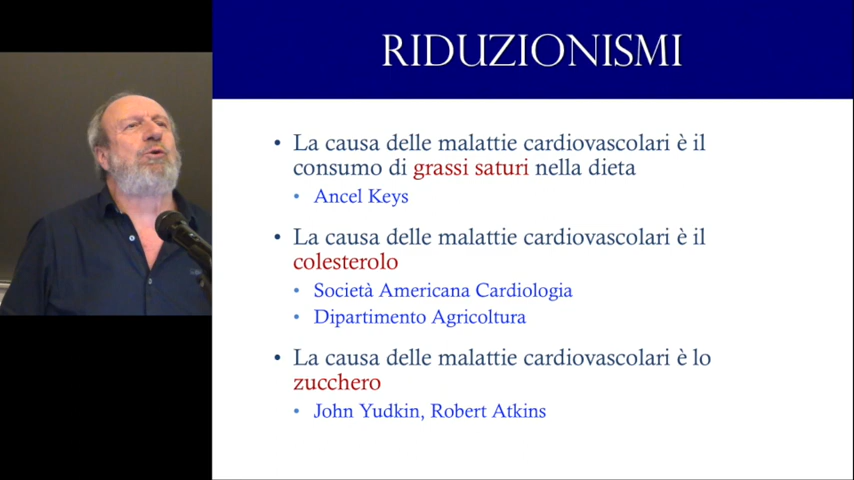 RIDUZIONISMI
• La causa delle malattie cardiovascolari è il
consumo di grassi saturi nella dieta
• Ancel Keys
• La causa delle malattie cardiovascolari è il
colesterolo
• Società Americana Cardiologia
• Dipartimento Agricoltura
• La causa delle malattie cardiovascolari è lo
zucchero
• John Yudkin, Robert Atkins